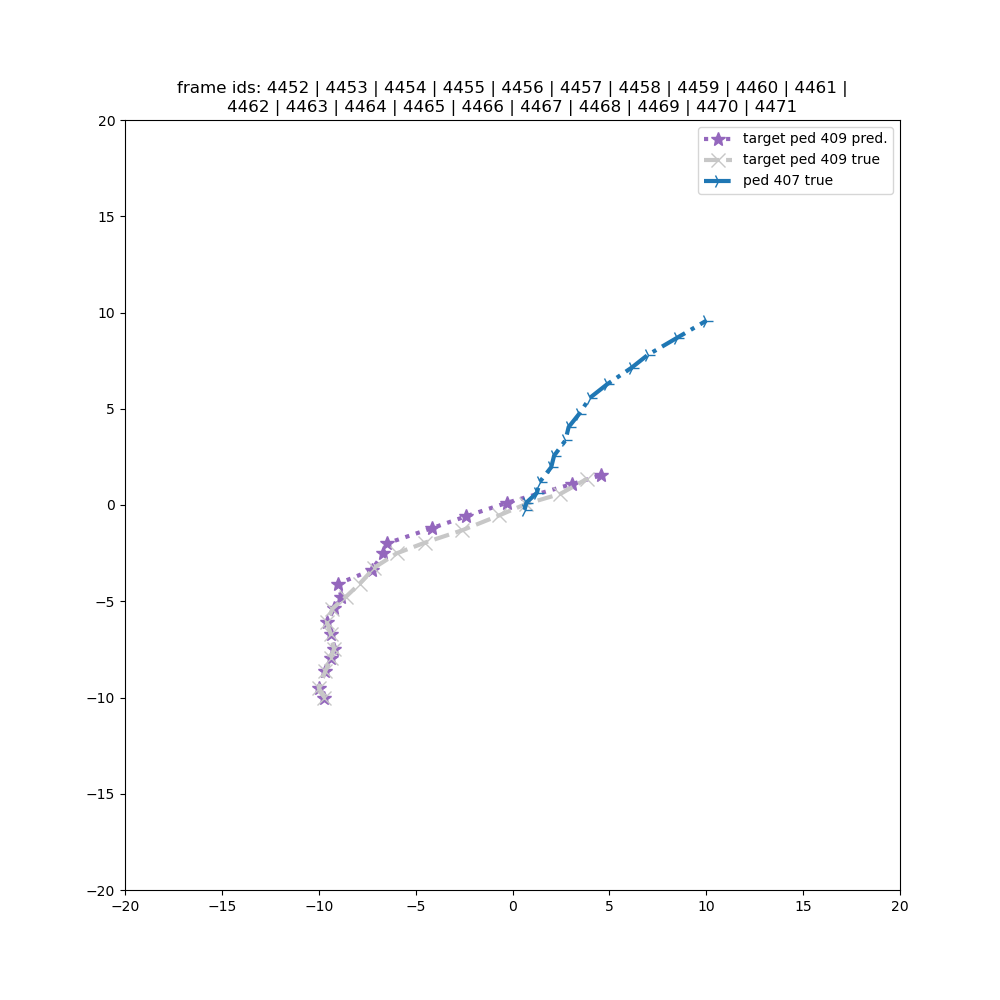 frame ids: 4452 | 4453 | 4454 | 4455 | 4456 | 4457 | 4458 | 4459 | 4460 | 4461 |
4462 | 4463 | 4464 | 4465 | 4466 | 4467 | 4468 | 4469 | 4470 | 4471
target ped 409 pred.
target ped 409 true
ped 407 true
20
15
10
5
0
−5
−10
−15
−20
−20 −15 −10 −5 0 5 10 15 20